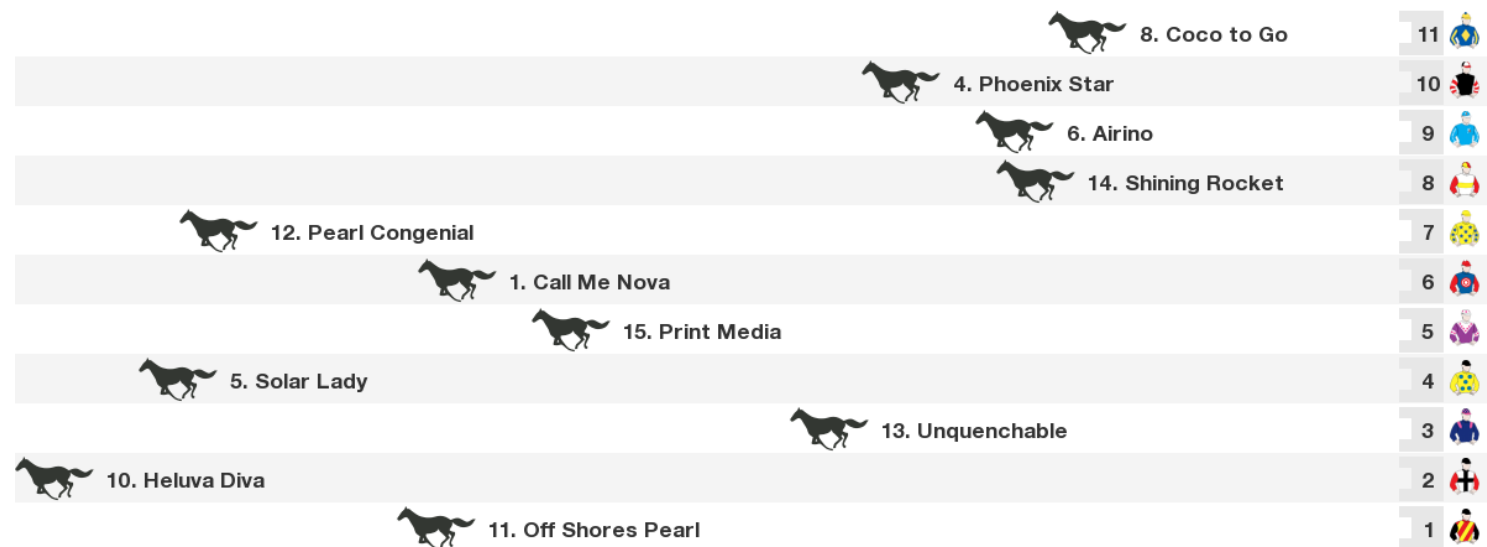 8. Coco to Go 11
4. Phoenix Star 10
6. Airino 9
14. Shining Rocket 8
12. Pearl Congenial 7
1. Call Me Nova 6
15. Print Media 5
5. Solar Lady 4
13. Unquenchable 3
10. Heluva Diva 2
11. Off Shores Pearl 1